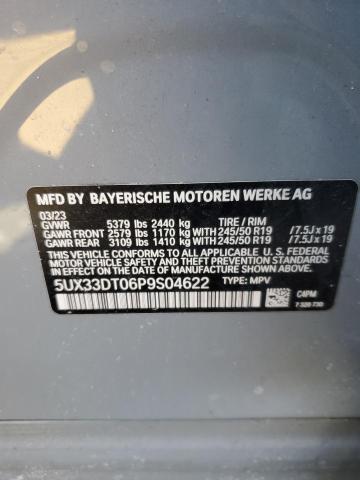 MFD BY BAYERISCHE MOTOREN WERKE AG
03/23
GVWR 5379 lbs 2440 kg TIRE / RIM
GAWR FRONT 2579 lbs 1170 kg WITH 245/50 R19 /7.5J x 19
GAWR REAR 3109 lbs 1410 kg WITH 245/50 R19 /7.5J x 19
THIS VEHICLE CONFORMS TO ALL APPLICABLE U.S. FEDERAL
MOTOR VEHICLE SAFETY STANDARDS IN EFFECT ON THE DATE
OF MANUFACTURE SHOWN ABOVE.
5UX33DT06P9S04622 TYPE: MPV
C4PM